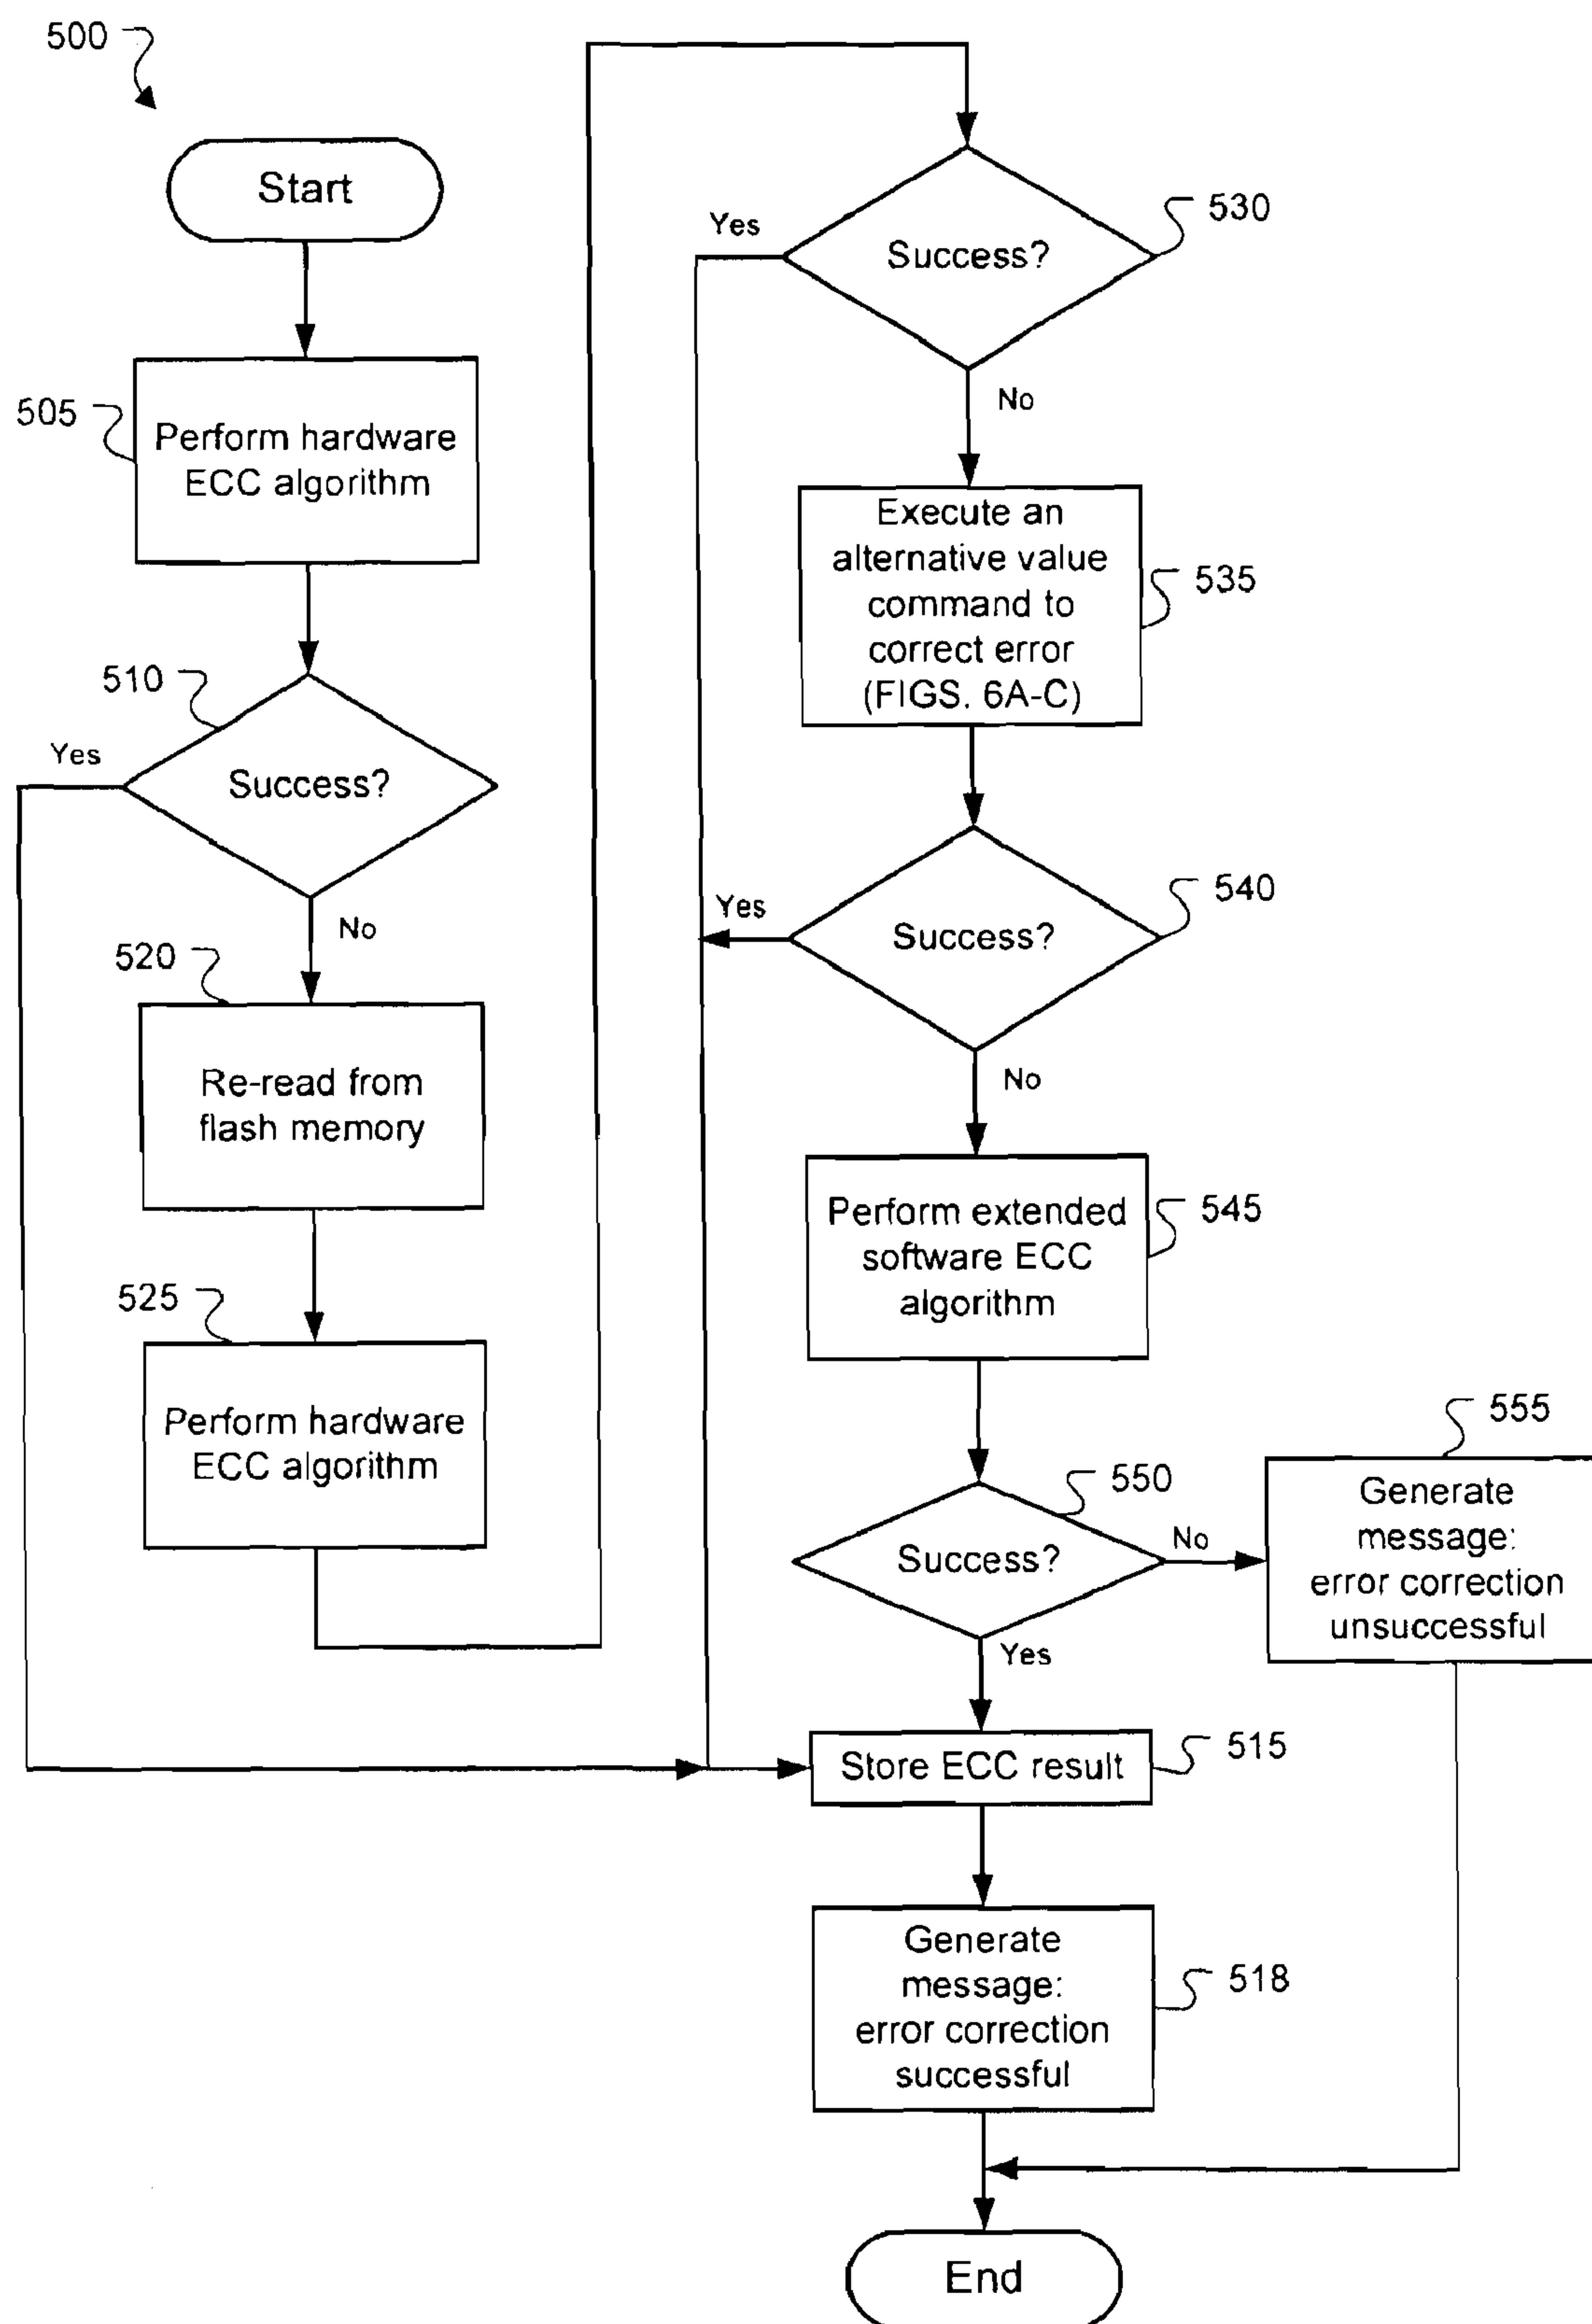 500
Start
505
Perform hardware
ECC algorithm
510
Yes
Success?
No
520
Re-read from
flash memory
525
Perform hardware
ECC algorithm
Yes
Success?
530
No
Execute an
alternative value
command to
correct error
(FIGS. 6A-C)
535
Yes
Success?
540
No
Perform extended
software ECC
algorithm
545
550
Success?
No
Yes
555
Generate
message:
error correction
unsuccessful
Store ECC result
515
Generate
message:
error correction
successful
518
End